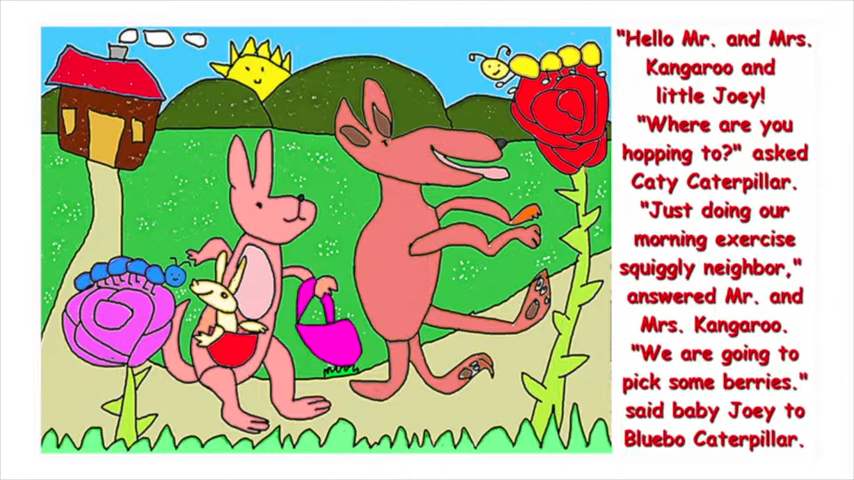 "Hello Mr. and Mrs.
Kangaroo and
little Joey!
"Where are you
hopping to?" asked
Caty Caterpillar.
"Just doing our
morning exercise
squiggly neighbor,"
answered Mr. and
Mrs. Kangaroo.
"We are going to
pick some berries."
said baby Joey to
Bluebo Caterpillar.